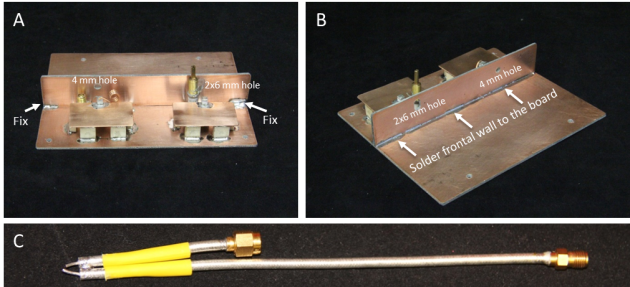 A
4 mm hole
2x6 mm hole
Fix
Fix
B
4 mm hole
2x6 mm hole
Solder frontal wall to the board
C